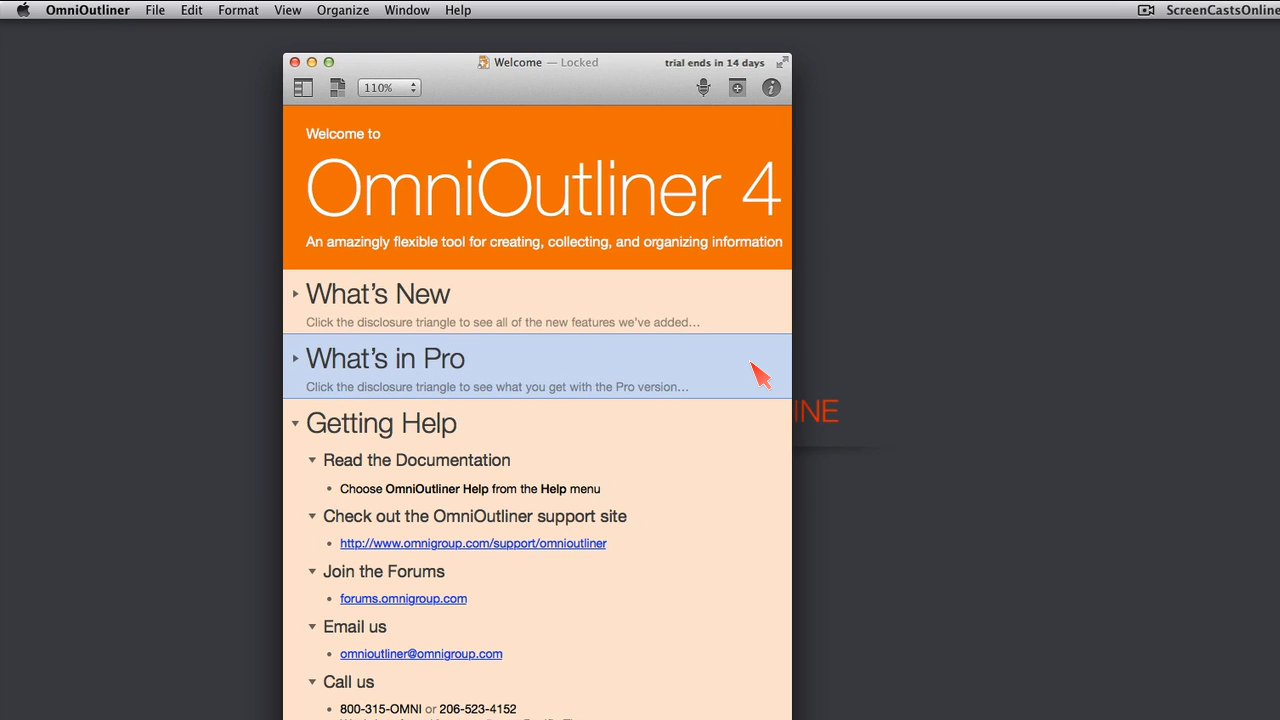 OmniOutliner File Edit Format View Organize Window Help ScreenCastsOnline
Welcome — Locked trial ends in 14 days
110%
Welcome to
OmniOutliner 4
An amazingly flexible tool for creating, collecting, and organizing information
What's New
Click the disclosure triangle to see all of the new features we've added…
What's in Pro
Click the disclosure triangle to see what you get with the Pro version…
INE
Getting Help
Read the Documentation
• Choose OmniOutliner Help from the Help menu
Check out the OmniOutliner support site
• http://www.omnigroup.com/support/omnioutliner
Join the Forums
• forums.omnigroup.com
Email us
• omnioutliner@omnigroup.com
Call us
• 800-315-OMNI or 206-523-4152